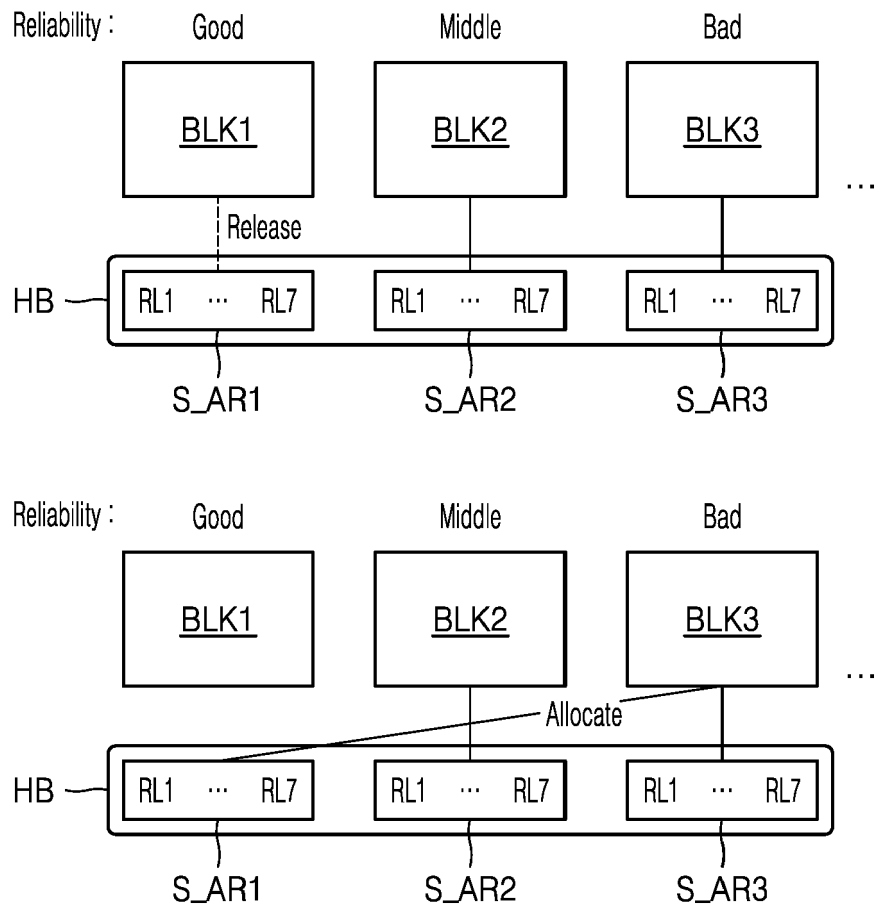 Reliability : Good Middle Bad
BLK1 BLK2 BLK3
...
Release
HB RL1 ... RL7 RL1 ... RL7 RL1 ... RL7
S_AR1 S_AR2 S_AR3
Reliability : Good Middle Bad
BLK1 BLK2 BLK3
...
Allocate
HB RL1 ... RL7 RL1 ... RL7 RL1 ... RL7
S_AR1 S_AR2 S_AR3